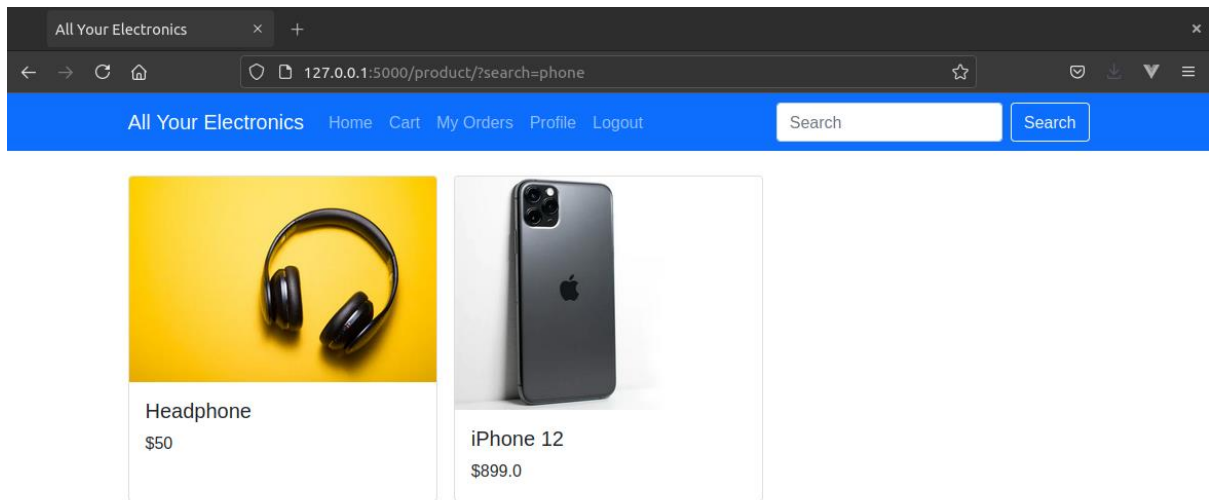 All Your Electronics
127.0.0.1:5000/product/?search=phone
All Your Electronics Home Cart My Orders Profile Logout Search Search
Headphone
$50
iPhone 12
$899.0